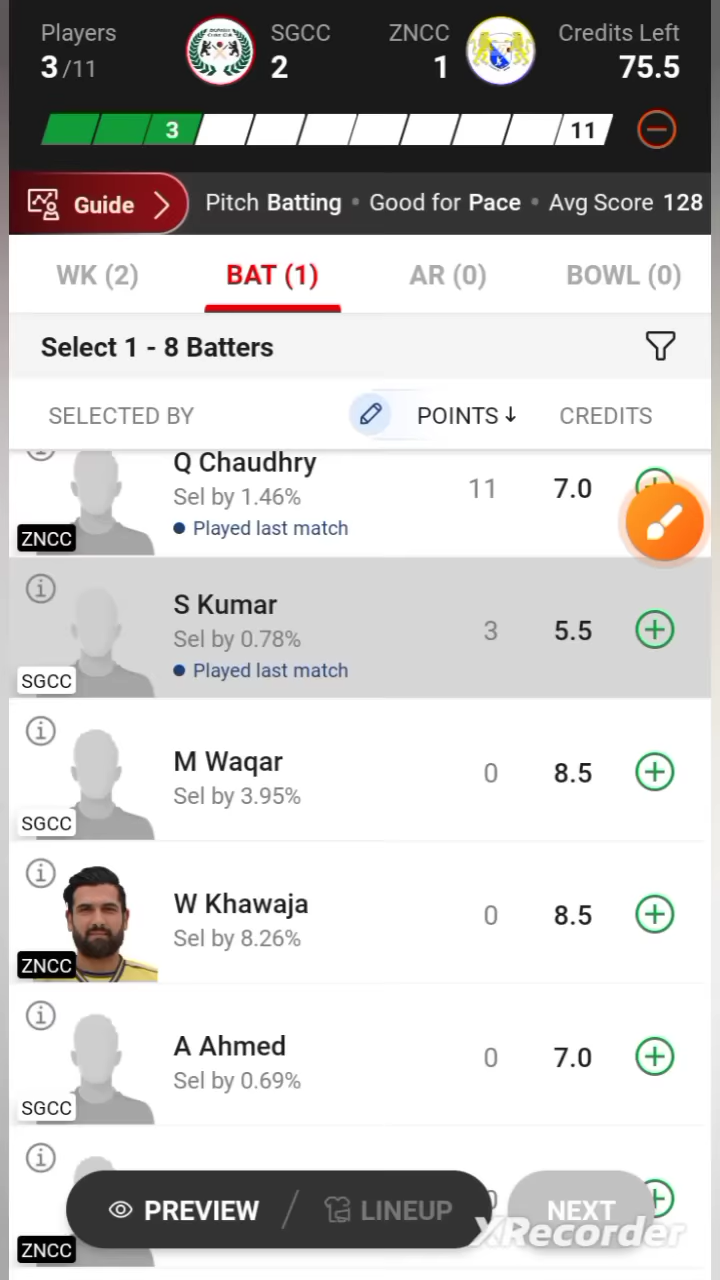 Players
SGCC
ZNCC
Credits Left
3/11
2
1
75.5
3
11
Guide
Pitch Batting • Good for Pace • Avg Score 128
WK (2)
BAT (1)
AR (0)
BOWL (0)
Select 1 - 8 Batters
SELECTED BY
POINTS↓
CREDITS
Q Chaudhry
Sel by 1.46%
11
7.0
• Played last match
ZNCC
S Kumar
Sel by 0.78%
3
5.5
• Played last match
SGCC
M Waqar
Sel by 3.95%
0
8.5
SGCC
W Khawaja
Sel by 8.26%
0
8.5
ZNCC
A Ahmed
Sel by 0.69%
0
7.0
SGCC
PREVIEW / LINEUP
NEXT
XRecorder
ZNCC